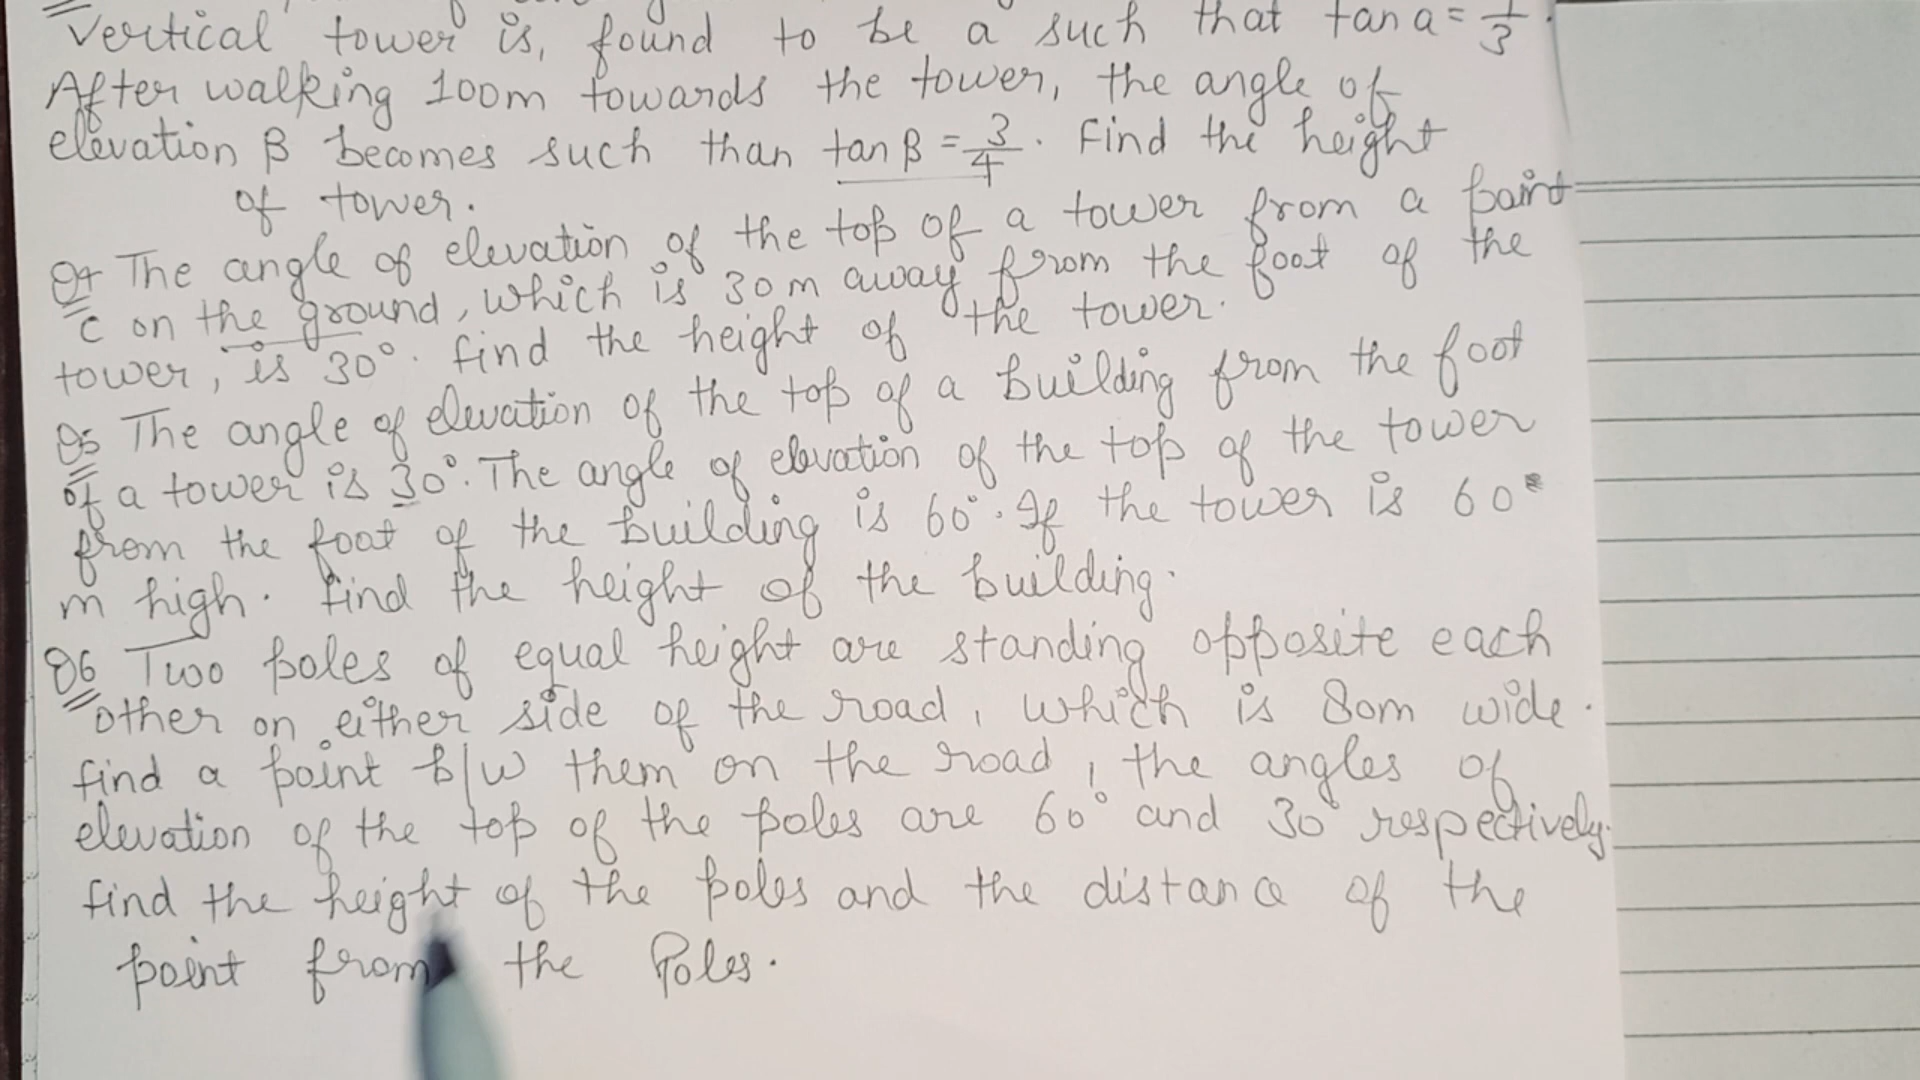 Vertical tower is, found to be a such that tan a = 1/3.
After walking 100m towards the tower, the angle of
elevation β becomes such than tan β = 3/4. Find the height
of tower.
Q4 The angle of elevation of the top of a tower from a point
C on the ground, which is 30m away from the foot of the
tower, is 30°. find the height of the tower.
Q5 The angle of elevation of the top of a building from the foot
of a tower is 30°. The angle of elevation of the top of the tower
from the foot of the building is 60°. If the tower is 60
m high. find the height of the building.
Q6 Two poles of equal height are standing opposite each
other on either side of the road, which is 80m wide.
find a point b/w them on the road, the angles of
elevation of the top of the poles are 60° and 30° respectively.
find the height of the poles and the distance of the
point from the Poles.